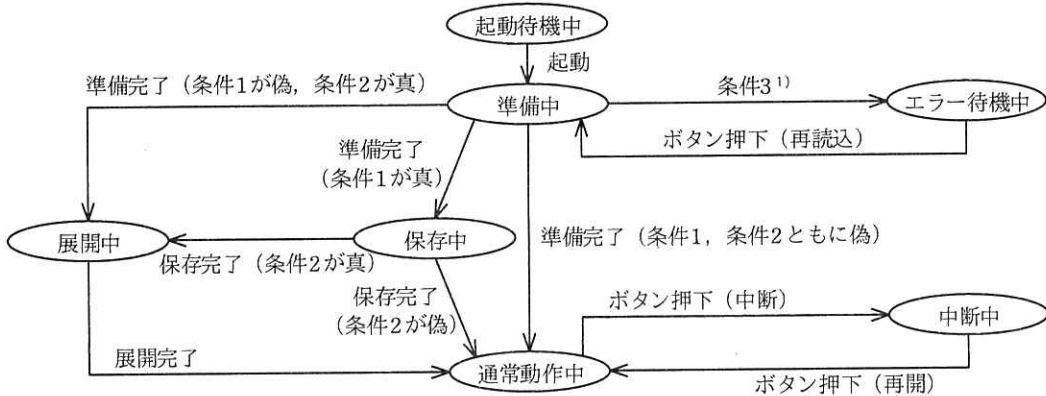 起動待機中
起動
準備完了（条件1が偽，条件2が真）
準備中
条件3¹⁾
エラー待機中
ボタン押下（再読込）
準備完了
（条件1が真）
展開中
保存中
準備完了（条件1，条件2ともに偽）
保存完了（条件2が真）
保存完了
（条件2が偽）
ボタン押下（中断）
中断中
展開完了
通常動作中
ボタン押下（再開）